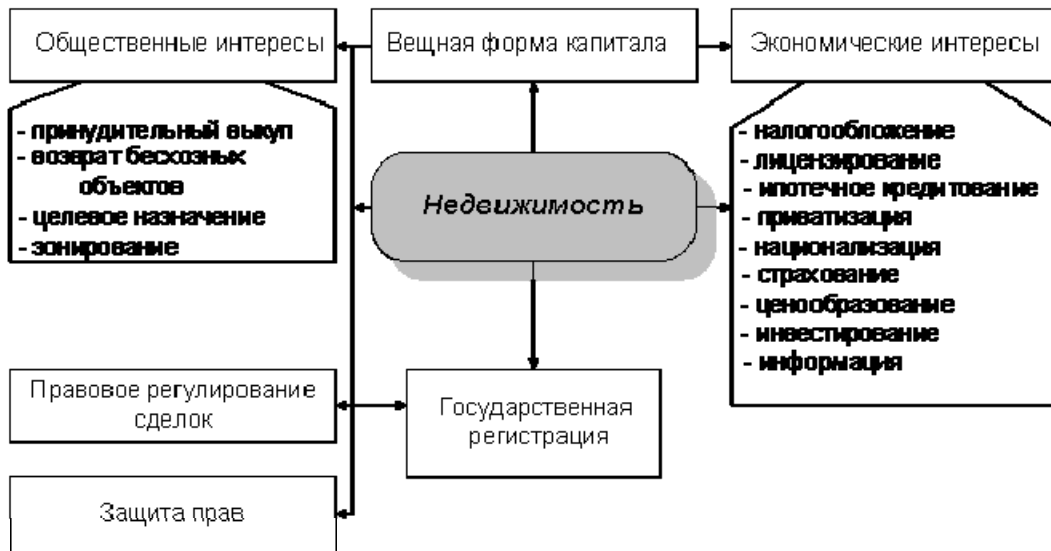 Общественные интересы
Вещная форма капитала
Экономические интересы
- принудительный выкуп
- возврат бесхозных
объектов
- целевое назначение
- зонирование
Недвижимость
- налогообложение
- лицензирование
- ипотечное кредитование
- приватизация
- национализация
- страхование
- ценообразование
- инвестирование
- информация
Правовое регулирование
сделок
Государственная
регистрация
Защита прав